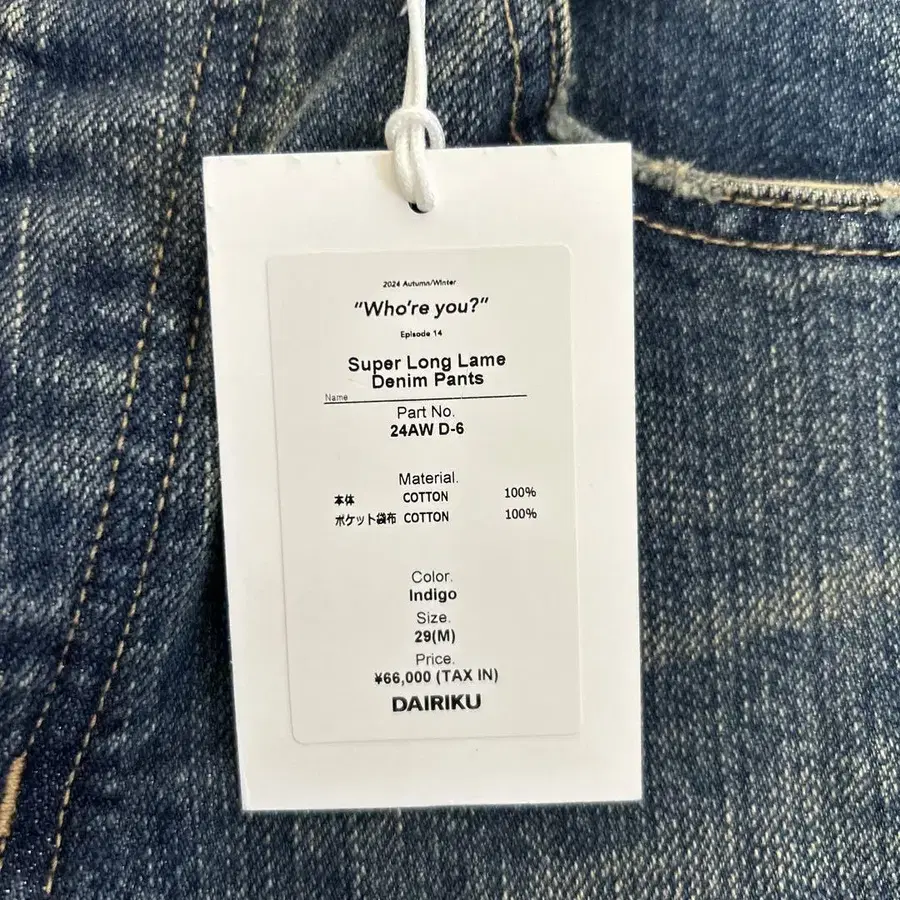 2024 Autumn/Winter
"Who're you?"
Episode 14
Super Long Lame
Denim Pants
Name
Part No.
24AW D-6
Material.
本体 COTTON 100%
ポケット袋布 COTTON 100%
Color.
Indigo
Size.
29(M)
Price.
¥66,000 (TAX IN)
DAIRIKU